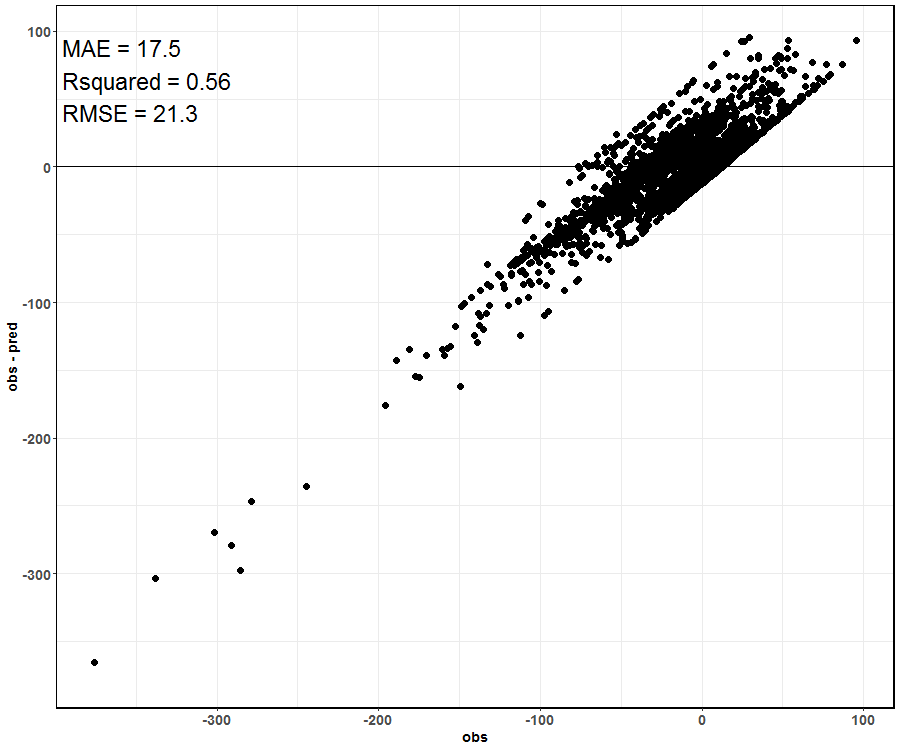 MAE = 17.5
Rsquared = 0.56
RMSE = 21.3
100
0
-100
-200
-300
obs - pred
-300
-200
-100
0
100
obs